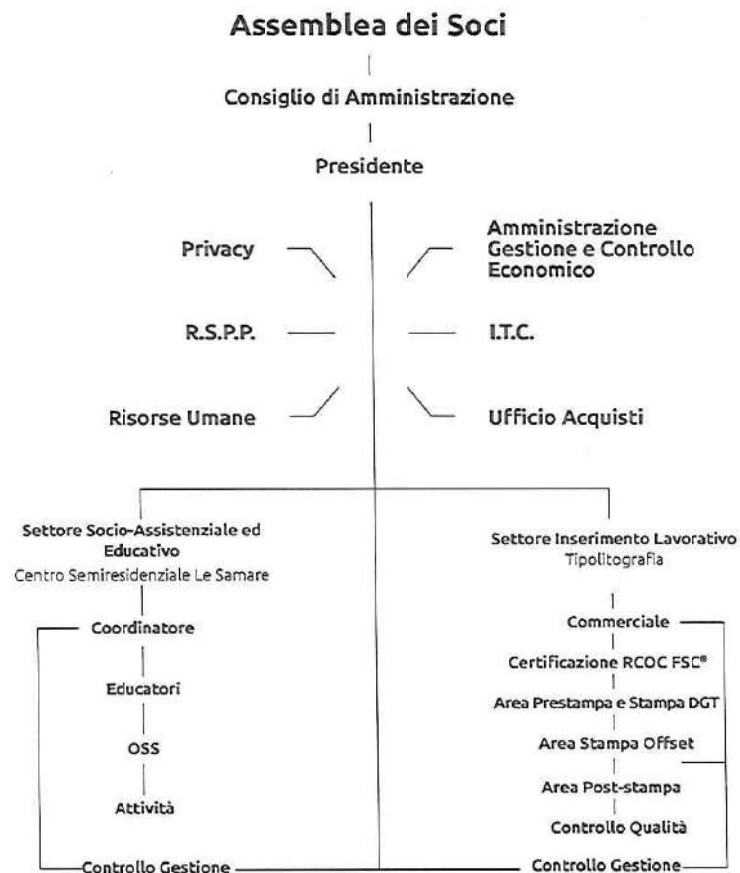 Assemblea dei Soci
Consiglio di Amministrazione
Presidente
Privacy
Amministrazione
Gestione e Controllo
Economico
R.S.P.P.
I.T.C.
Risorse Umane
Ufficio Acquisti
Settore Socio-Assistenziale ed
Educativo
Centro Semiresidenziale Le Samare
Coordinatore
Educatori
OSS
Attività
Controllo Gestione
Settore Inserimento Lavorativo
Tipolitografia
Commerciale
Certificazione RCOC FSC®
Area Prestampa e Stampa DGT
Area Stampa Offset
Area Post-stampa
Controllo Qualità
Controllo Gestione